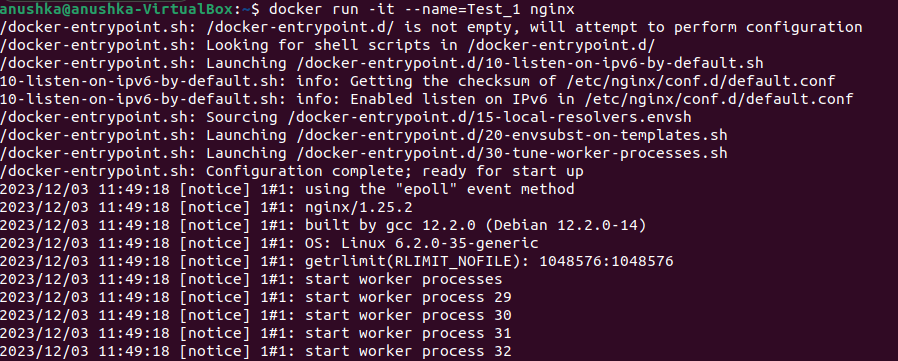 anushka@anushka-VirtualBox:~$ docker run -it --name=Test_1 nginx
/docker-entrypoint.sh: /docker-entrypoint.d/ is not empty, will attempt to perform configuration
/docker-entrypoint.sh: Looking for shell scripts in /docker-entrypoint.d/
/docker-entrypoint.sh: Launching /docker-entrypoint.d/10-listen-on-ipv6-by-default.sh
10-listen-on-ipv6-by-default.sh: info: Getting the checksum of /etc/nginx/conf.d/default.conf
10-listen-on-ipv6-by-default.sh: info: Enabled listen on IPv6 in /etc/nginx/conf.d/default.conf
/docker-entrypoint.sh: Sourcing /docker-entrypoint.d/15-local-resolvers.envsh
/docker-entrypoint.sh: Launching /docker-entrypoint.d/20-envsubst-on-templates.sh
/docker-entrypoint.sh: Launching /docker-entrypoint.d/30-tune-worker-processes.sh
/docker-entrypoint.sh: Configuration complete; ready for start up
2023/12/03 11:49:18 [notice] 1#1: using the "epoll" event method
2023/12/03 11:49:18 [notice] 1#1: nginx/1.25.2
2023/12/03 11:49:18 [notice] 1#1: built by gcc 12.2.0 (Debian 12.2.0-14)
2023/12/03 11:49:18 [notice] 1#1: OS: Linux 6.2.0-35-generic
2023/12/03 11:49:18 [notice] 1#1: getrlimit(RLIMIT_NOFILE): 1048576:1048576
2023/12/03 11:49:18 [notice] 1#1: start worker processes
2023/12/03 11:49:18 [notice] 1#1: start worker process 29
2023/12/03 11:49:18 [notice] 1#1: start worker process 30
2023/12/03 11:49:18 [notice] 1#1: start worker process 31
2023/12/03 11:49:18 [notice] 1#1: start worker process 32